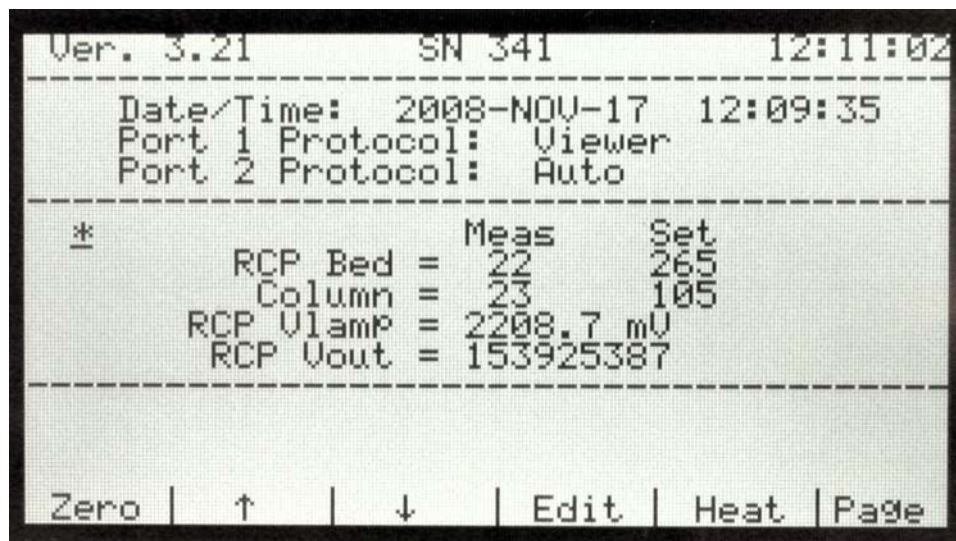 Ver. 3.21 SN 341 12:11:02
Date/Time: 2008-NOV-17 12:09:35
Port 1 Protocol: Viewer
Port 2 Protocol: Auto
* Meas Set
RCP Bed = 22 265
Column = 23 105
RCP Vlamp = 2208.7 mV
RCP Vout = 153925387
Zero | ↑ | ↓ | Edit | Heat | Page